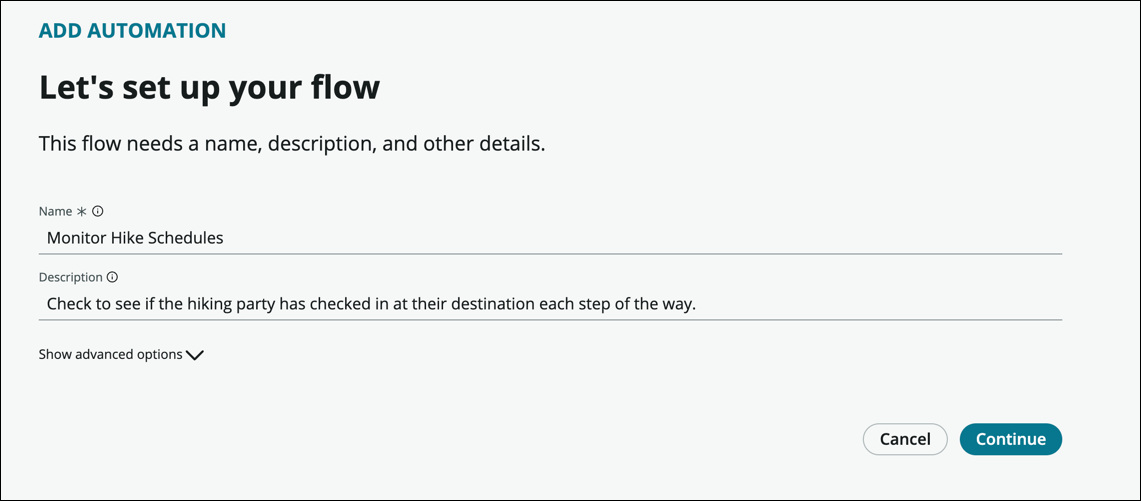 ADD AUTOMATION
Let's set up your flow
This flow needs a name, description, and other details.
Name *
Monitor Hike Schedules
Description
Check to see if the hiking party has checked in at their destination each step of the way.
Show advanced options
Cancel Continue